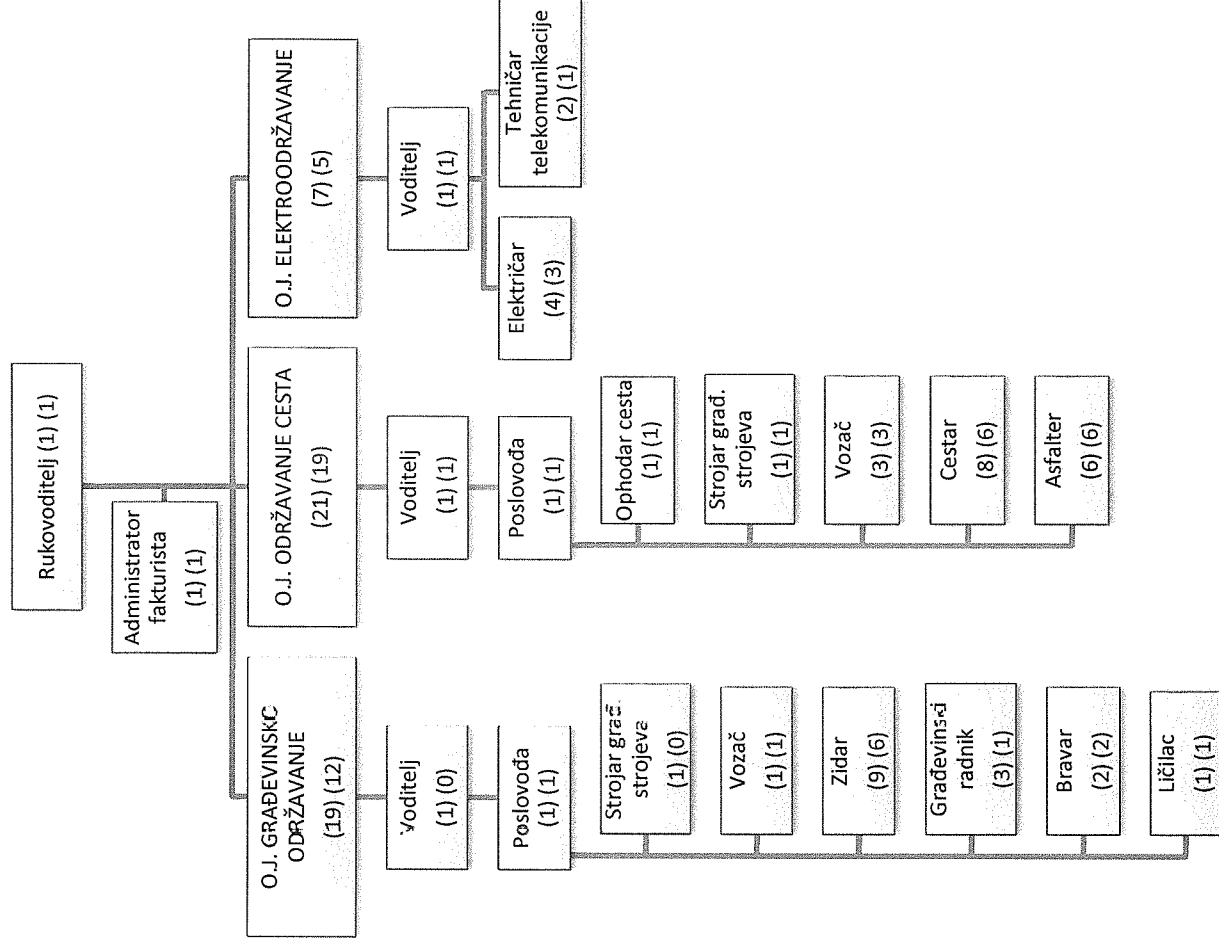 Rukovoditelj (1) (1)
Administrator
fakturista
(1) (1)
O.J. GRAĐEVINSKO
ODRŽAVANJE
(19) (12)
Voditelj
(1) (0)
Poslovođa
(1) (1)
Strojar građ.
strojeva
(1) (0)
Vozač
(1) (1)
Zidar
(9) (6)
Građevinski
radnik
(3) (1)
Bravar
(2) (2)
Ličilac
(1) (1)
O.J. ODRŽAVANJE CESTA
(21) (19)
Voditelj
(1) (1)
Poslovođa
(1) (1)
Ophodar cesta
(1) (1)
Strojar građ.
strojeva
(1) (1)
Vozač
(3) (3)
Cestar
(8) (6)
Asfalter
(6) (6)
O.J. ELEKTROODRŽAVANJE
(7) (5)
Voditelj
(1) (1)
Električar
(4) (3)
Tehničar
telekomunikacije
(2) (1)